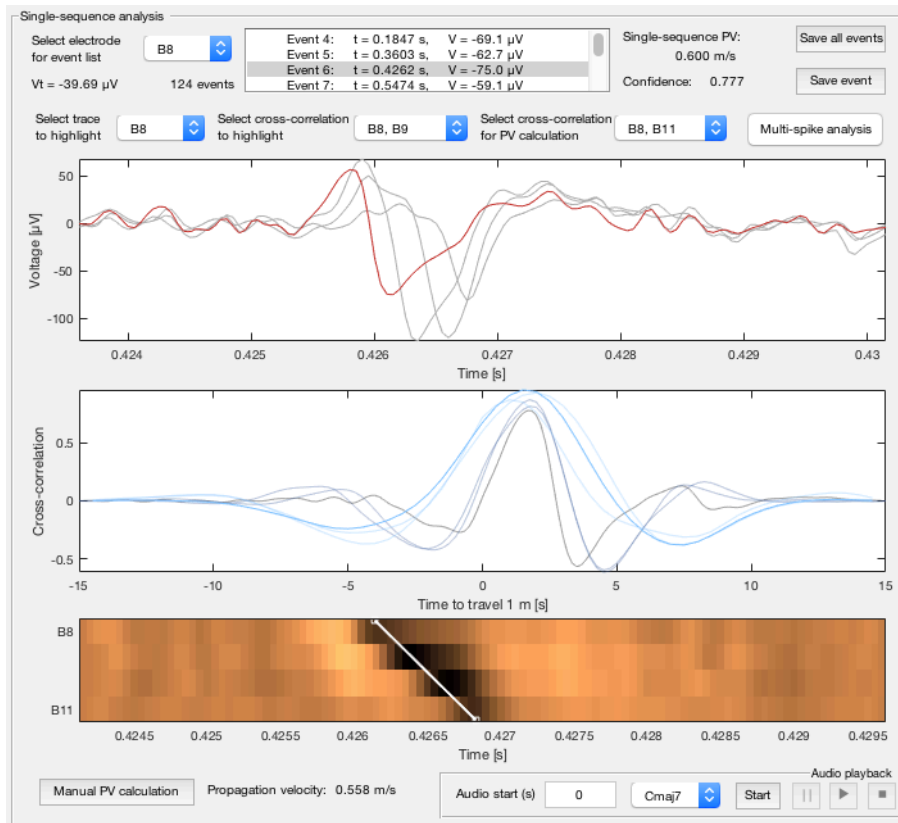 Single-sequence analysis
Select electrode
for event list
B8
Vt = -39.69 µV
124 events
Event 4: t = 0.1847 s, V = -69.1 µV
Event 5: t = 0.3603 s, V = -62.7 µV
Event 6: t = 0.4262 s, V = -75.0 µV
Event 7: t = 0.5474 s, V = -59.1 µV
Single-sequence PV:
0.600 m/s
Confidence: 0.777
Save all events
Save event
Select trace
to highlight
B8
Select cross-correlation
to highlight
B8, B9
Select cross-correlation
for PV calculation
B8, B11
Multi-spike analysis
Voltage [µV]
50
0
-50
-100
0.424 0.425 0.426 0.427 0.428 0.429 0.43
Time [s]
Cross-correlation
0.5
0
-0.5
-15 -10 -5 0 5 10 15
Time to travel 1 m [s]
B8
B11
0.4245 0.425 0.4255 0.426 0.4265 0.427 0.4275 0.428 0.4285 0.429 0.4295
Time [s]
Manual PV calculation
Propagation velocity: 0.558 m/s
Audio playback
Audio start (s)
0
Cmaj7
Start